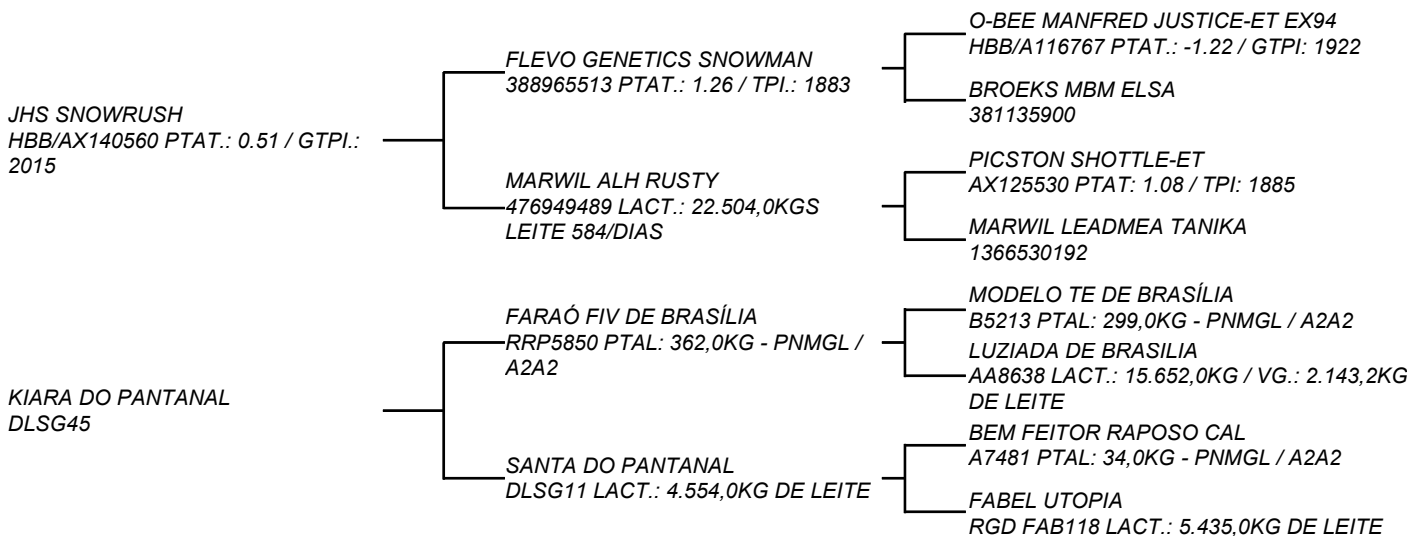 JHS SNOWRUSH
HBB/AX140560 PTAT.: 0.51 / GTPI.:
2015
FLEVO GENETICS SNOWMAN
388965513 PTAT.: 1.26 / TPI.: 1883
O-BEE MANFRED JUSTICE-ET EX94
HBB/A116767 PTAT.: -1.22 / GTPI: 1922
BROEKS MBM ELSA
381135900
MARWIL ALH RUSTY
476949489 LACT.: 22.504,0KGS
LEITE 584/DIAS
PICSTON SHOTTLE-ET
AX125530 PTAT: 1.08 / TPI: 1885
MARWIL LEADMEA TANIKA
1366530192
KIARA DO PANTANAL
DLSG45
FARAÓ FIV DE BRASÍLIA
RRP5850 PTAL: 362,0KG - PNMGL /
A2A2
MODELO TE DE BRASÍLIA
B5213 PTAL: 299,0KG - PNMGL / A2A2
LUZIADA DE BRASILIA
AA8638 LACT.: 15.652,0KG / VG.: 2.143,2KG
DE LEITE
SANTA DO PANTANAL
DLSG11 LACT.: 4.554,0KG DE LEITE
BEM FEITOR RAPOSO CAL
A7481 PTAL: 34,0KG - PNMGL / A2A2
FABEL UTOPIA
RGD FAB118 LACT.: 5.435,0KG DE LEITE